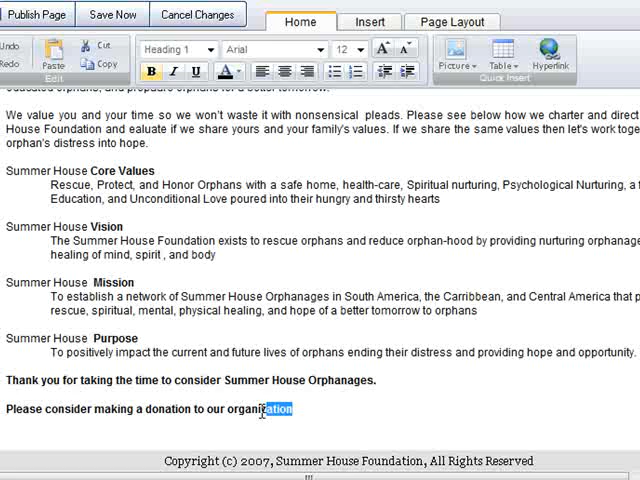 Publish Page Save Now Cancel Changes Home Insert Page Layout
Undo Redo Paste Cut Copy Edit
Heading 1 Arial 12 A A
B I U A
Picture Table Hyperlink
Quick Insert
educated orphans, and prepare orphans for a better tomorrow.
We value you and your time so we won't waste it with nonsensical pleads. Please see below how we charter and direct
House Foundation and ealuate if we share yours and your family's values. If we share the same values then let's work toge
orphan's distress into hope.
Summer House Core Values
Rescue, Protect, and Honor Orphans with a safe home, health-care, Spiritual nurturing, Psychological Nurturing, a f
Education, and Unconditional Love poured into their hungry and thirsty hearts
Summer House Vision
The Summer House Foundation exists to rescue orphans and reduce orphan-hood by providing nurturing orphanage
healing of mind, spirit , and body
Summer House Mission
To establish a network of Summer House Orphanages in South America, the Carribbean, and Central America that p
rescue, spiritual, mental, physical healing, and hope of a better tomorrow to orphans
Summer House Purpose
To positively impact the current and future lives of orphans ending their distress and providing hope and opportunity.
Thank you for taking the time to consider Summer House Orphanages.
Please consider making a donation to our organization
Copyright (c) 2007, Summer House Foundation, All Rights Reserved